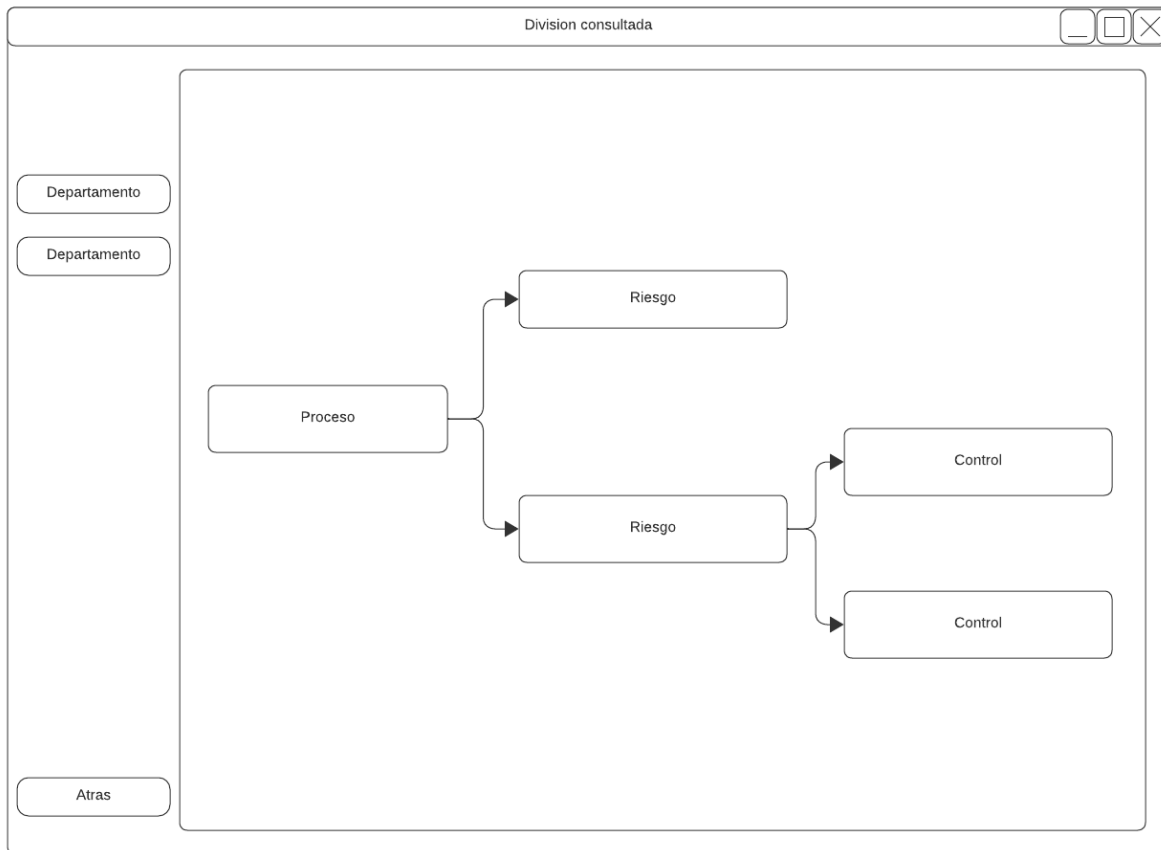 Division consultada
Departamento
Departamento
Riesgo
Proceso
Control
Riesgo
Control
Atras